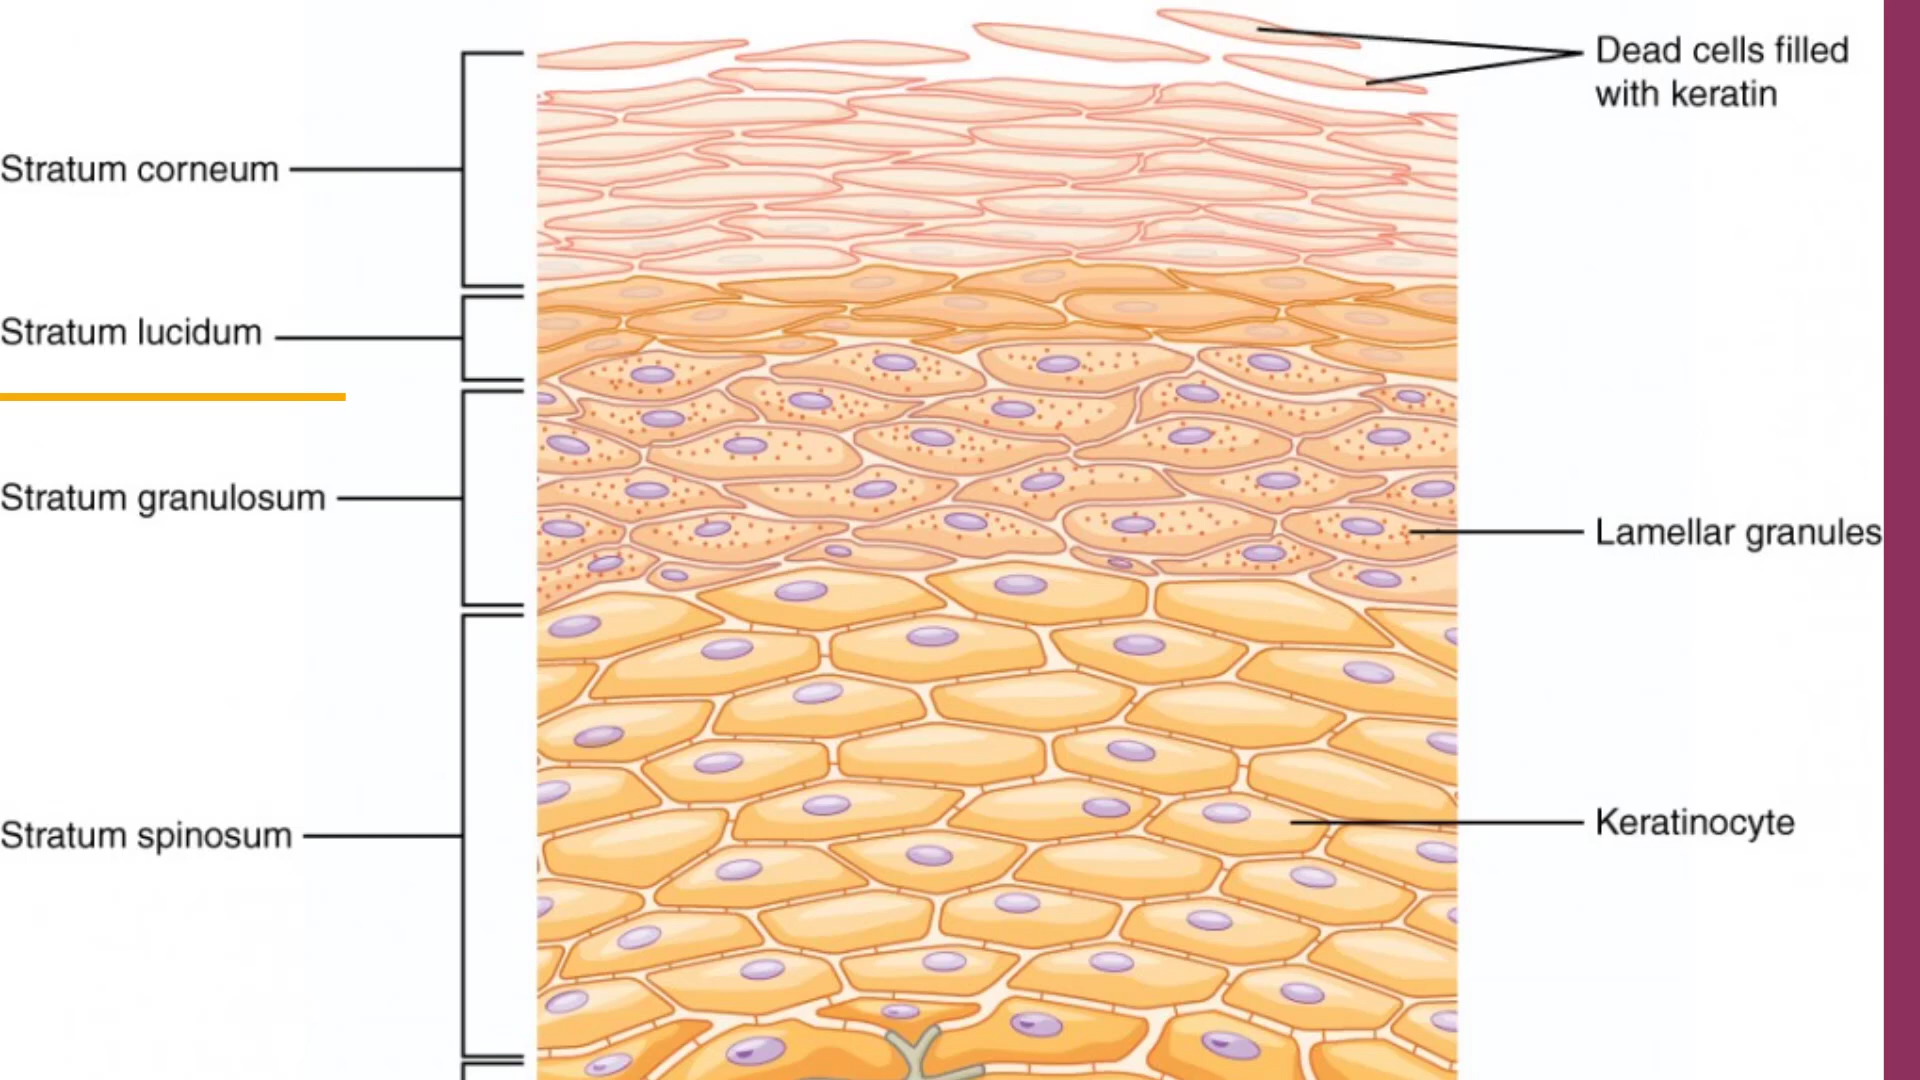 Dead cells filled
with keratin
Stratum corneum
Stratum lucidum
Stratum granulosum
Lamellar granules
Keratinocyte
Stratum spinosum